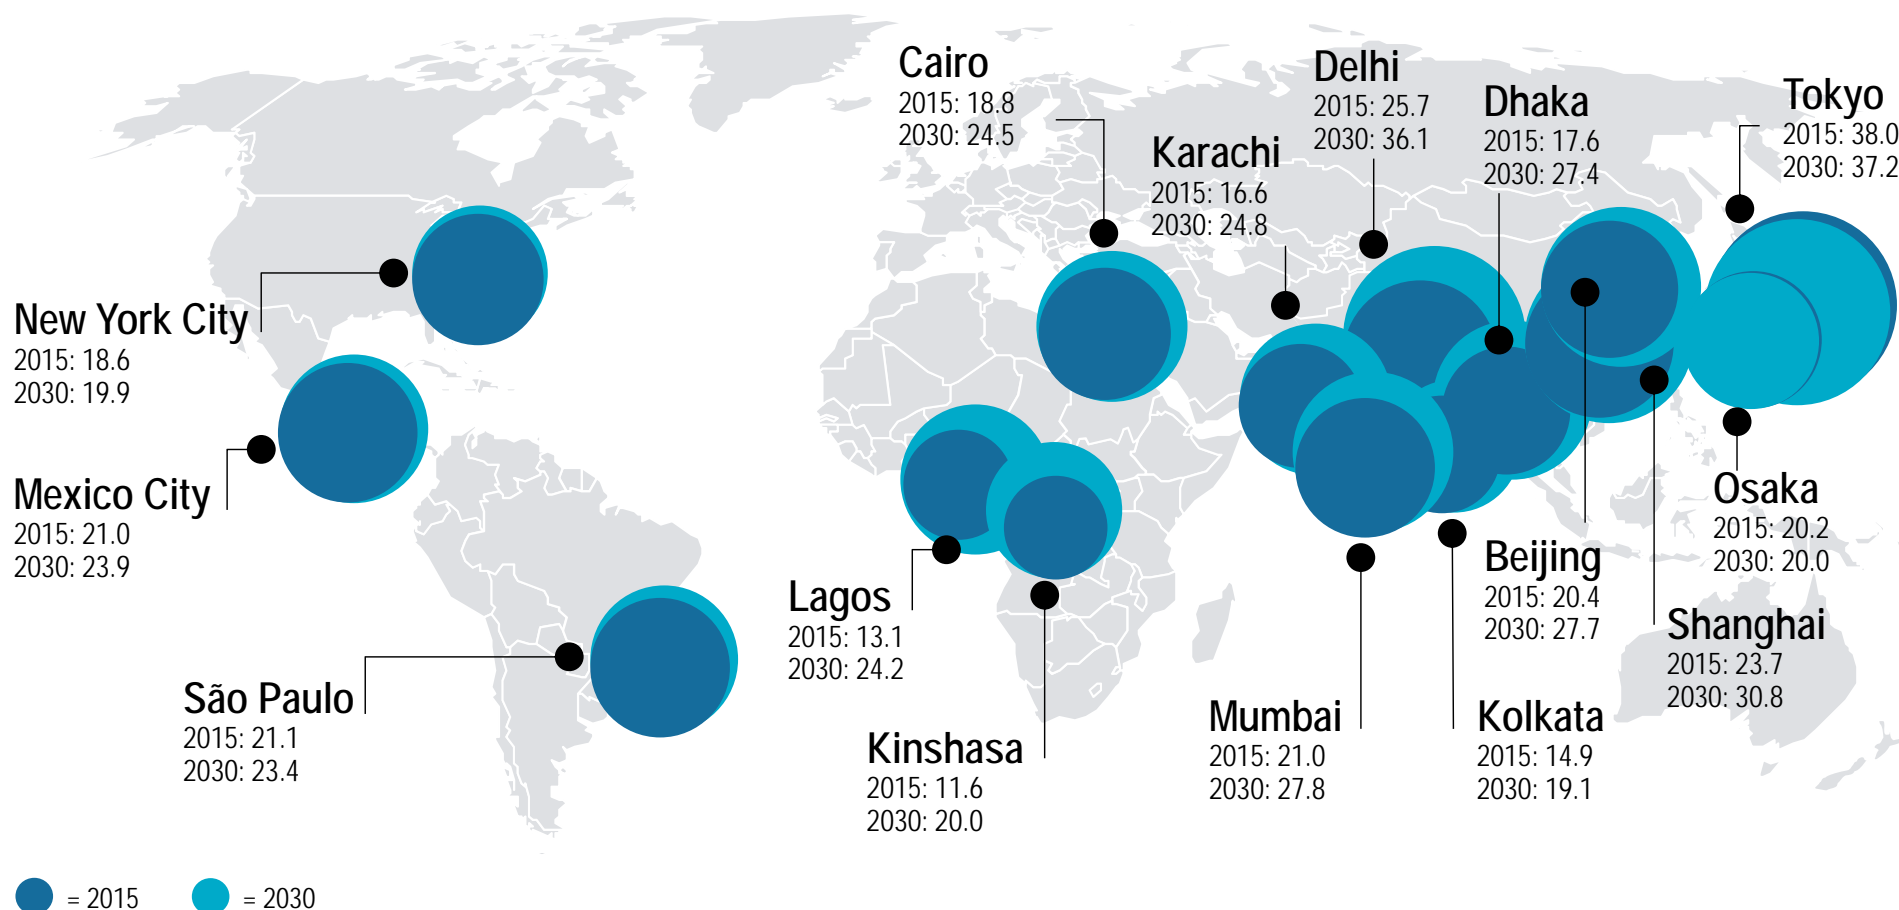 Cairo
2015: 18.8
2030: 24.5
Delhi
2015: 25.7
2030: 36.1
Dhaka
2015: 17.6
2030: 27.4
Tokyo
2015: 38.0
2030: 37.2
Karachi
2015: 16.6
2030: 24.8
New York City
2015: 18.6
2030: 19.9
Mexico City
2015: 21.0
2030: 23.9
São Paulo
2015: 21.1
2030: 23.4
Lagos
2015: 13.1
2030: 24.2
Kinshasa
2015: 11.6
2030: 20.0
Mumbai
2015: 21.0
2030: 27.8
Kolkata
2015: 14.9
2030: 19.1
Beijing
2015: 20.4
2030: 27.7
Shanghai
2015: 23.7
2030: 30.8
Osaka
2015: 20.2
2030: 20.0
= 2015
= 2030